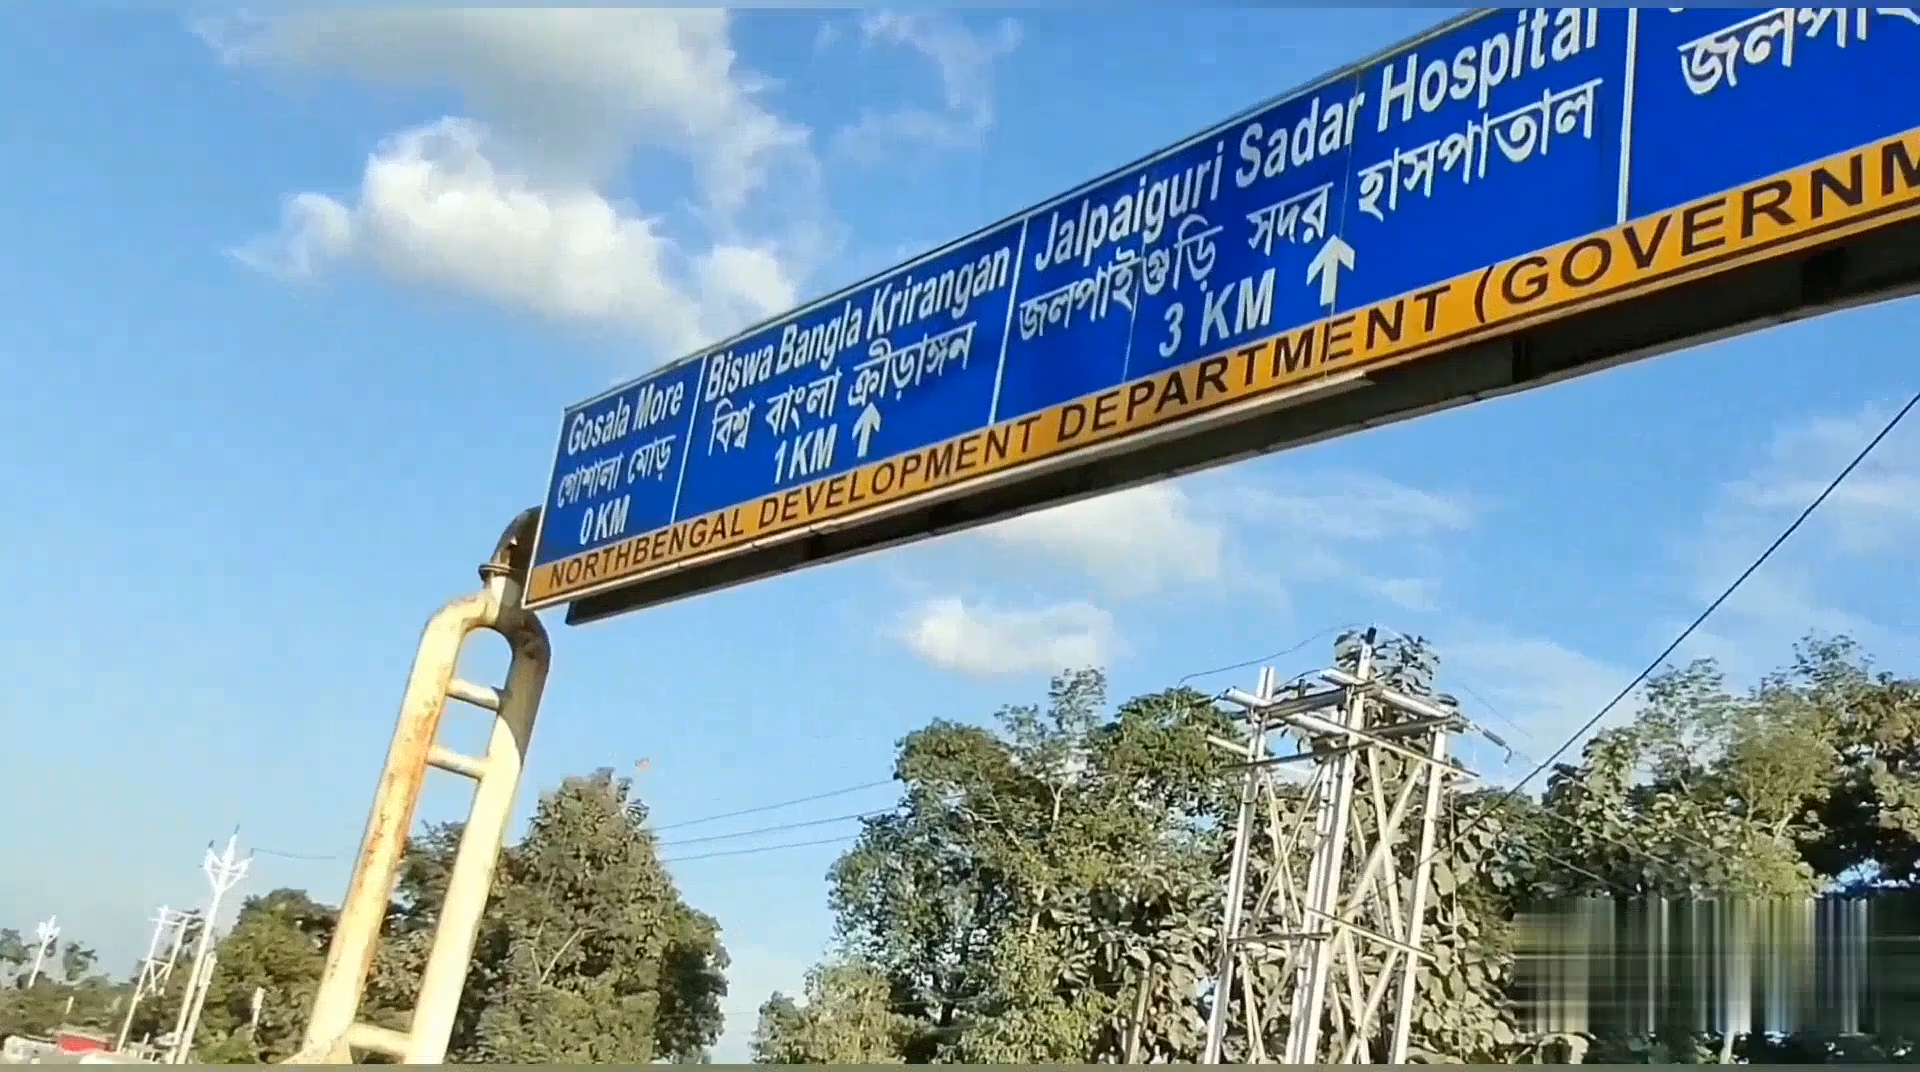 Gosala More
গোশালা মোড়
0 KM
Biswa Bangla Krirangan
বিশ্ব বাংলা ক্রীড়াঙ্গন
1 KM ↑
Jalpaiguri Sadar Hospital
জলপাইগুড়ি সদর হাসপাতাল
3 KM ↑
NORTHBENGAL DEVELOPMENT DEPARTMENT (GOVERNM